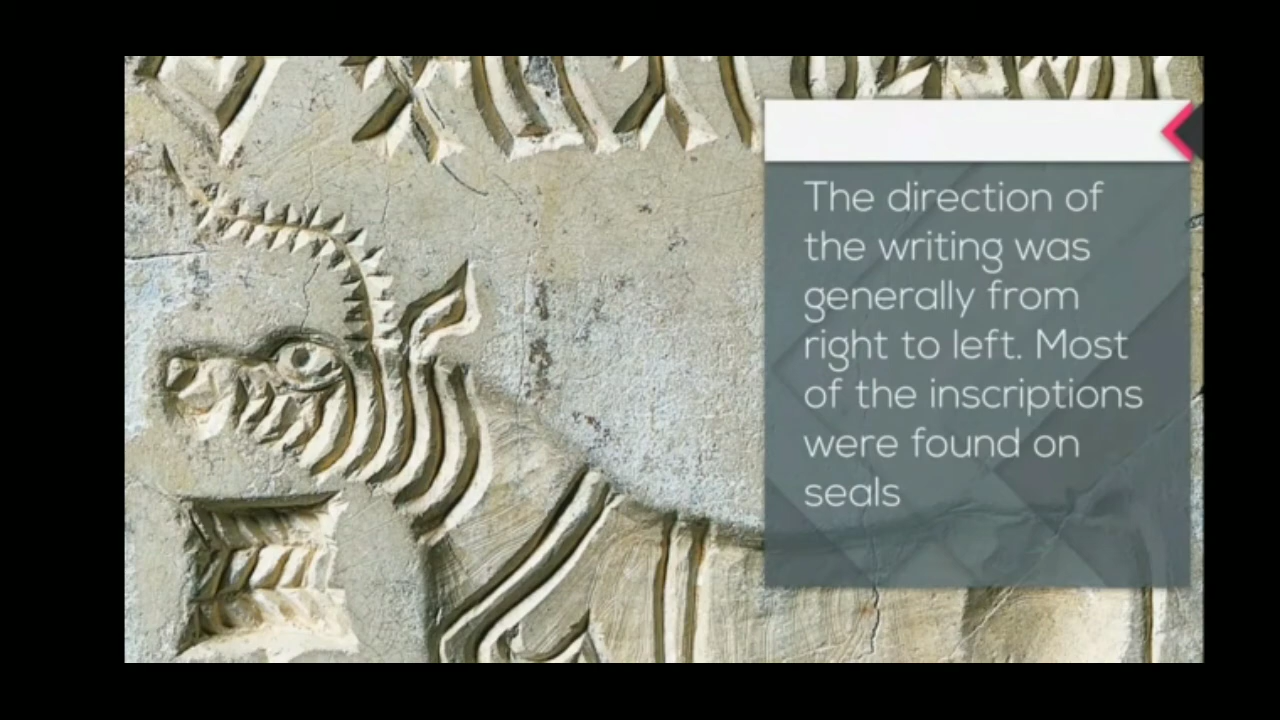 The direction of
the writing was
generally from
right to left. Most
of the inscriptions
were found on
seals